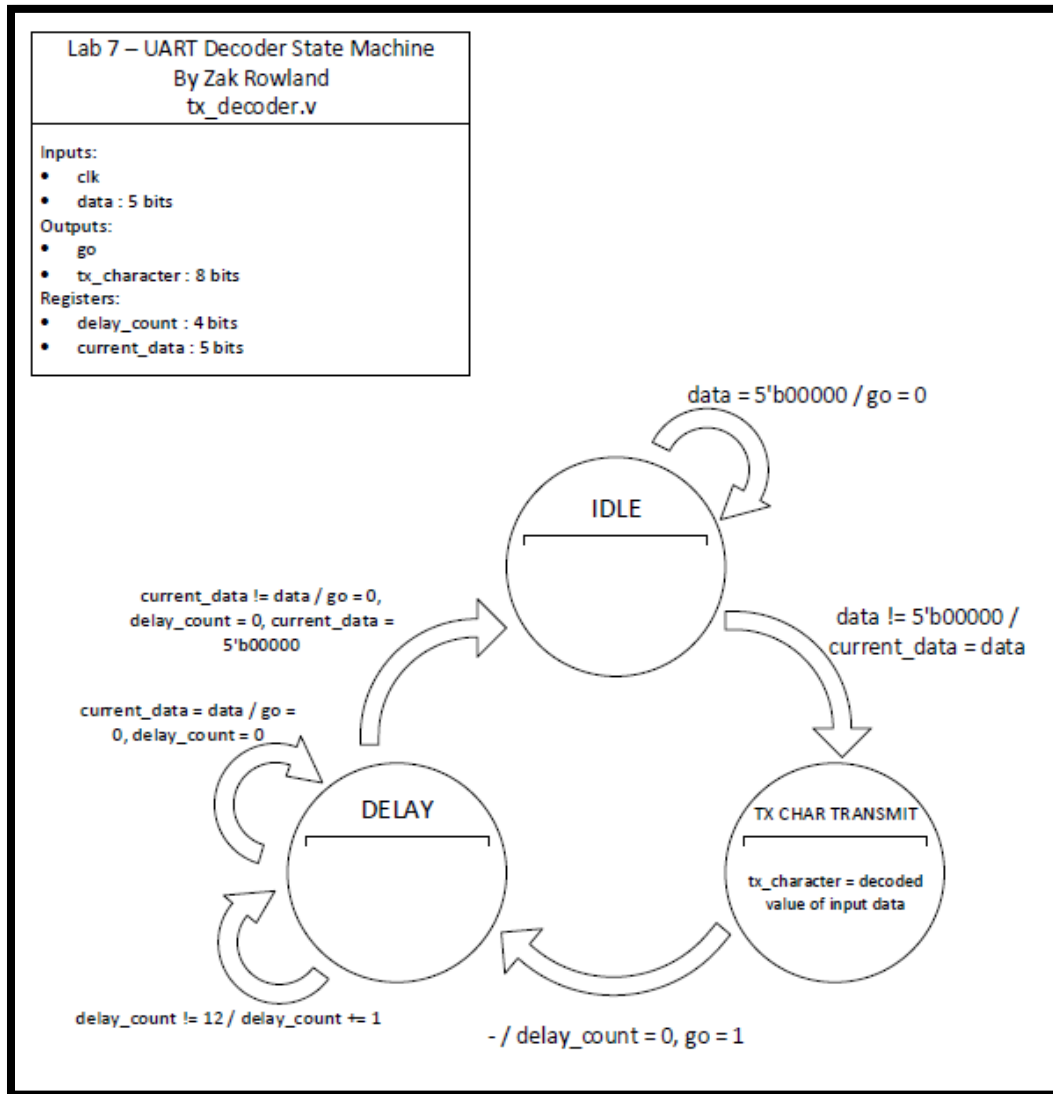 Lab 7 – UART Decoder State Machine
By Zak Rowland
tx_decoder.v
Inputs:
• clk
• data : 5 bits
Outputs:
• go
• tx_character : 8 bits
Registers:
• delay_count : 4 bits
• current_data : 5 bits
data = 5'b00000 / go = 0
IDLE
current_data != data / go = 0,
delay_count = 0, current_data =
5'b00000
data != 5'b00000 /
current_data = data
current_data = data / go =
0, delay_count = 0
DELAY
TX CHAR TRANSMIT
tx_character = decoded
value of input data
delay_count != 12 / delay_count += 1
- / delay_count = 0, go = 1